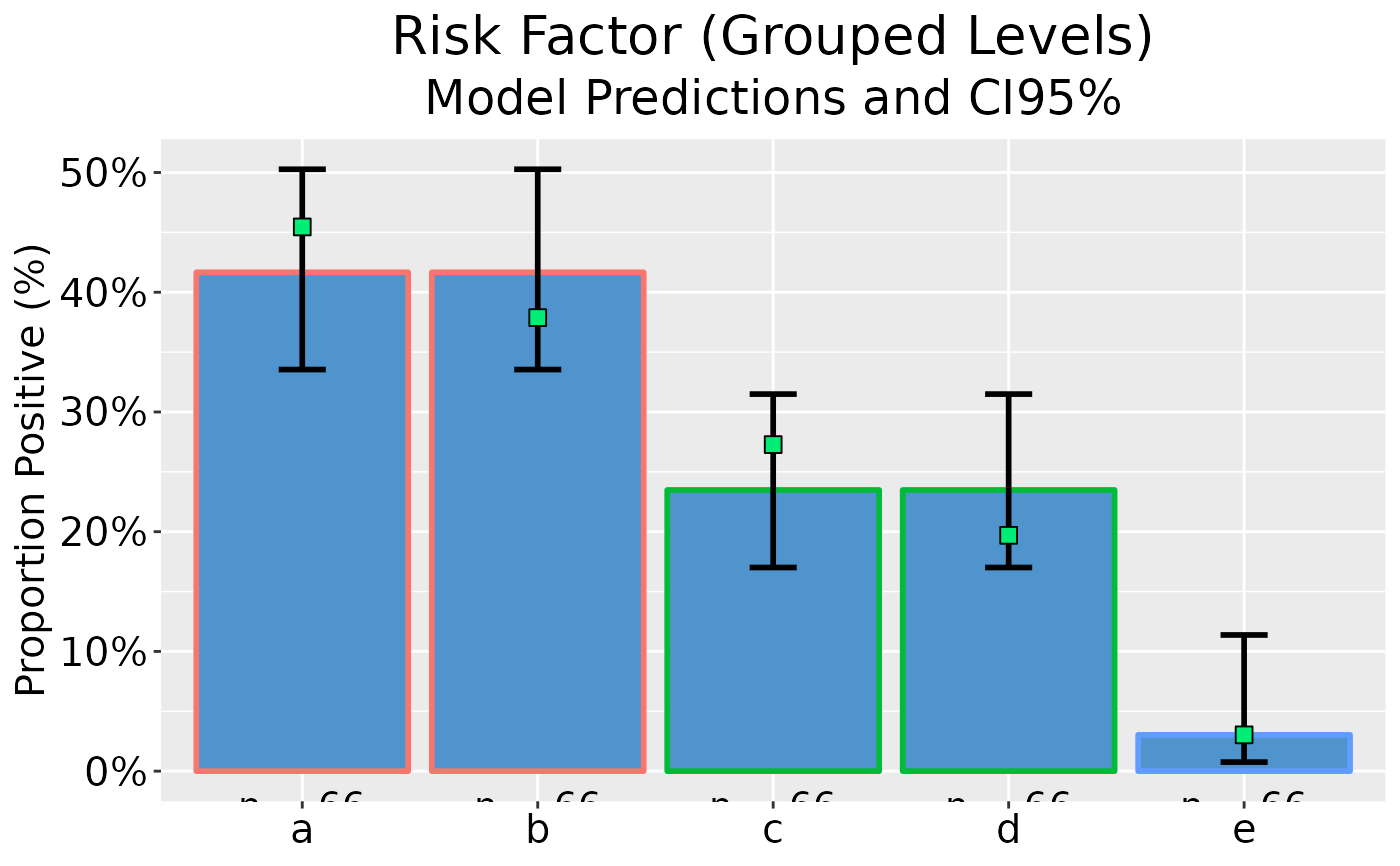 Risk Factor (Grouped Levels)
Model Predictions and CI95%
Proportion Positive (%)
50%
40%
30%
20%
10%
0%
a b c d e